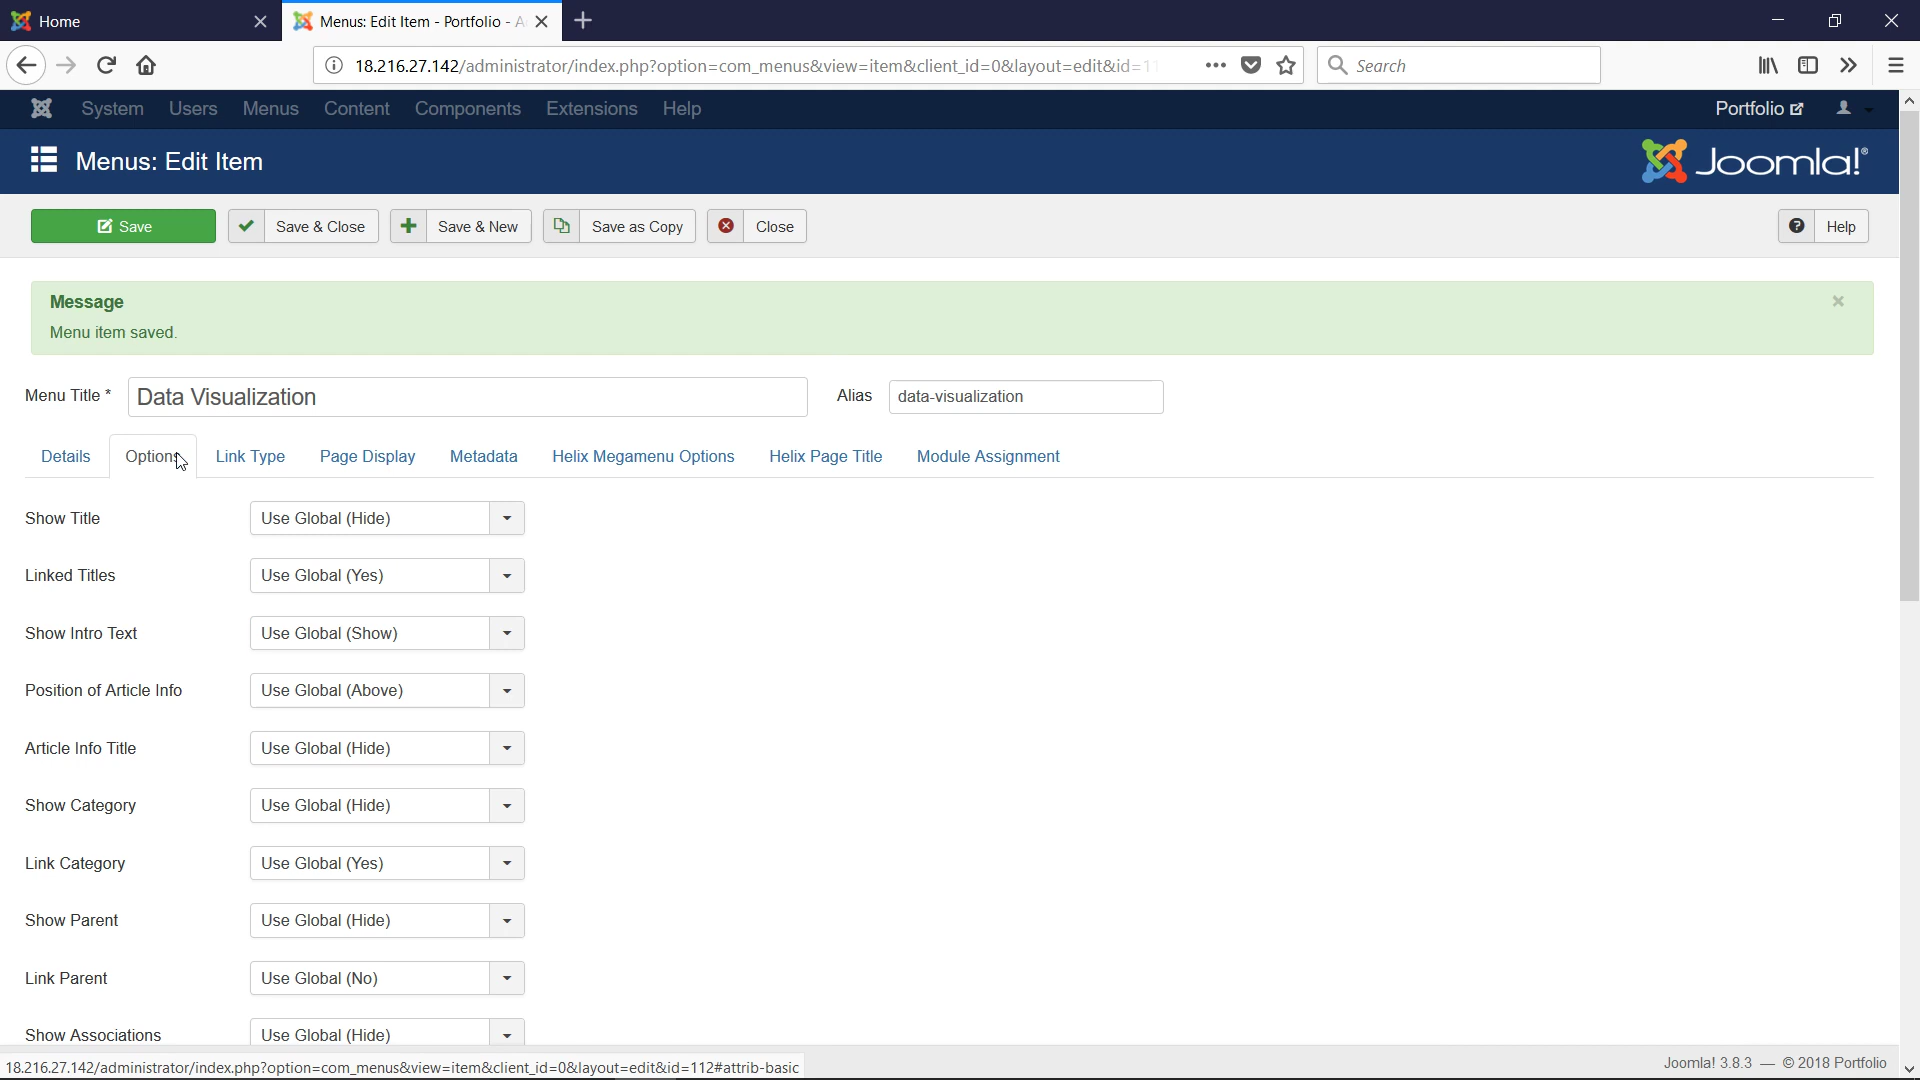 Home
Menus: Edit Item - Portfolio - A
18.216.27.142/administrator/index.php?option=com_menus&view=item&client_id=0&layout=edit&id=11
Search
System Users Menus Content Components Extensions Help
Portfolio
Menus: Edit Item
Joomla!®
Save
Save & Close
Save & New
Save as Copy
Close
Help
Message
Menu item saved.
Menu Title * Data Visualization Alias data-visualization
Details Options Link Type Page Display Metadata Helix Megamenu Options Helix Page Title Module Assignment
Show Title Use Global (Hide)
Linked Titles Use Global (Yes)
Show Intro Text Use Global (Show)
Position of Article Info Use Global (Above)
Article Info Title Use Global (Hide)
Show Category Use Global (Hide)
Link Category Use Global (Yes)
Show Parent Use Global (Hide)
Link Parent Use Global (No)
Show Associations Use Global (Hide)
18.216.27.142/administrator/index.php?option=com_menus&view=item&client_id=0&layout=edit&id=112#attrib-basic
Joomla! 3.8.3 — © 2018 Portfolio